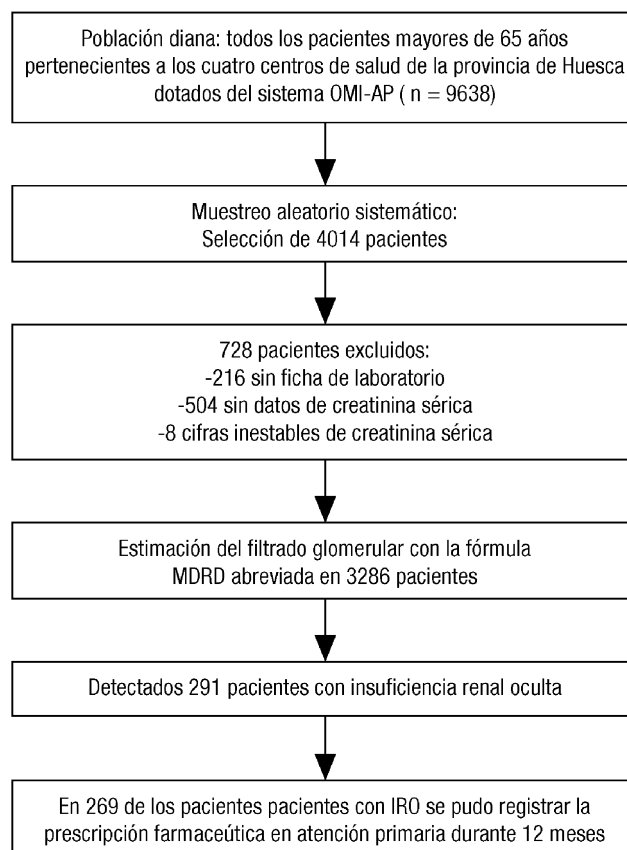 Población diana: todos los pacientes mayores de 65 años
pertenecientes a los cuatro centros de salud de la provincia de Huesca
dotados del sistema OMI-AP ( n = 9638)
Muestreo aleatorio sistemático:
Selección de 4014 pacientes
728 pacientes excluidos:
-216 sin ficha de laboratorio
-504 sin datos de creatinina sérica
-8 cifras inestables de creatinina sérica
Estimación del filtrado glomerular con la fórmula
MDRD abreviada en 3286 pacientes
Detectados 291 pacientes con insuficiencia renal oculta
En 269 de los pacientes pacientes con IRO se pudo registrar la
prescripción farmaceútica en atención primaria durante 12 meses